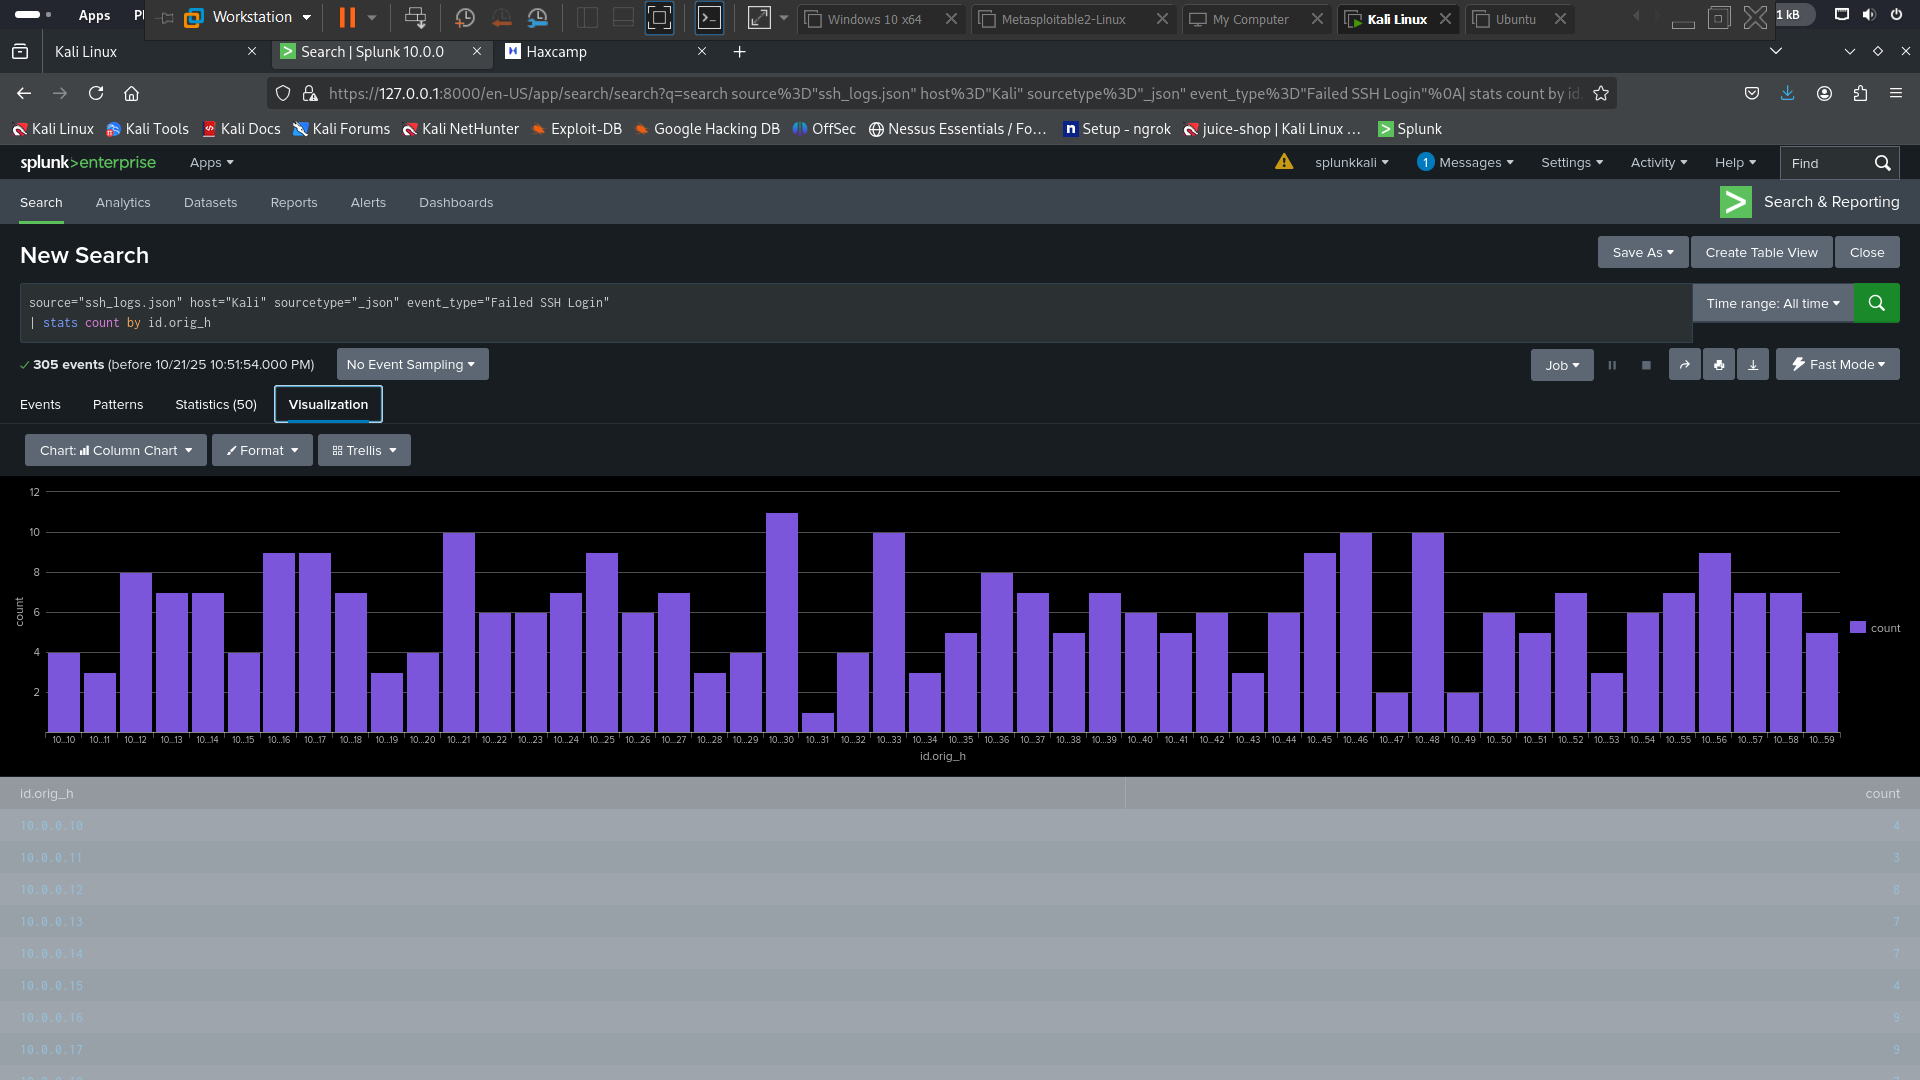 Apps
Workstation
Windows 10 x64
Metasploitable2-Linux
My Computer
Kali Linux
Ubuntu
1 kB
Kali Linux
Search | Splunk 10.0.0
Haxcamp
https://127.0.0.1:8000/en-US/app/search/search?q=search source%3D"ssh_logs.json" host%3D"Kali" sourcetype%3D"_json" event_type%3D"Failed SSH Login"%0A| stats count by id.
Kali Linux
Kali Tools
Kali Docs
Kali Forums
Kali NetHunter
Exploit-DB
Google Hacking DB
OffSec
Nessus Essentials / Fo...
Setup - ngrok
juice-shop | Kali Linux ...
Splunk
splunk>enterprise
Apps
splunkkali
1 Messages
Settings
Activity
Help
Find
Search
Analytics
Datasets
Reports
Alerts
Dashboards
Search & Reporting
New Search
Save As
Create Table View
Close
source="ssh_logs.json" host="Kali" sourcetype="_json" event_type="Failed SSH Login"
| stats count by id.orig_h
Time range: All time
305 events (before 10/21/25 10:51:54.000 PM)
No Event Sampling
Job
Fast Mode
Events
Patterns
Statistics (50)
Visualization
Chart: Column Chart
Format
Trellis
12
10
8
6
4
2
count
10...10 10...11 10...12 10...13 10...14 10...15 10...16 10...17 10...18 10...19 10...20 10...21 10...22 10...23 10...24 10...25 10...26 10...27 10...28 10...29 10...30 10...31 10...32 10...33 10...34 10...35 10...36 10...37 10...38 10...39 10...40 10...41 10...42 10...43 10...44 10...45 10...46 10...47 10...48 10...49 10...50 10...51 10...52 10...53 10...54 10...55 10...56 10...57 10...58 10...59
id.orig_h
count
id.orig_h count
10.0.0.10 4
10.0.0.11 3
10.0.0.12 8
10.0.0.13 7
10.0.0.14 7
10.0.0.15 4
10.0.0.16 9
10.0.0.17 9